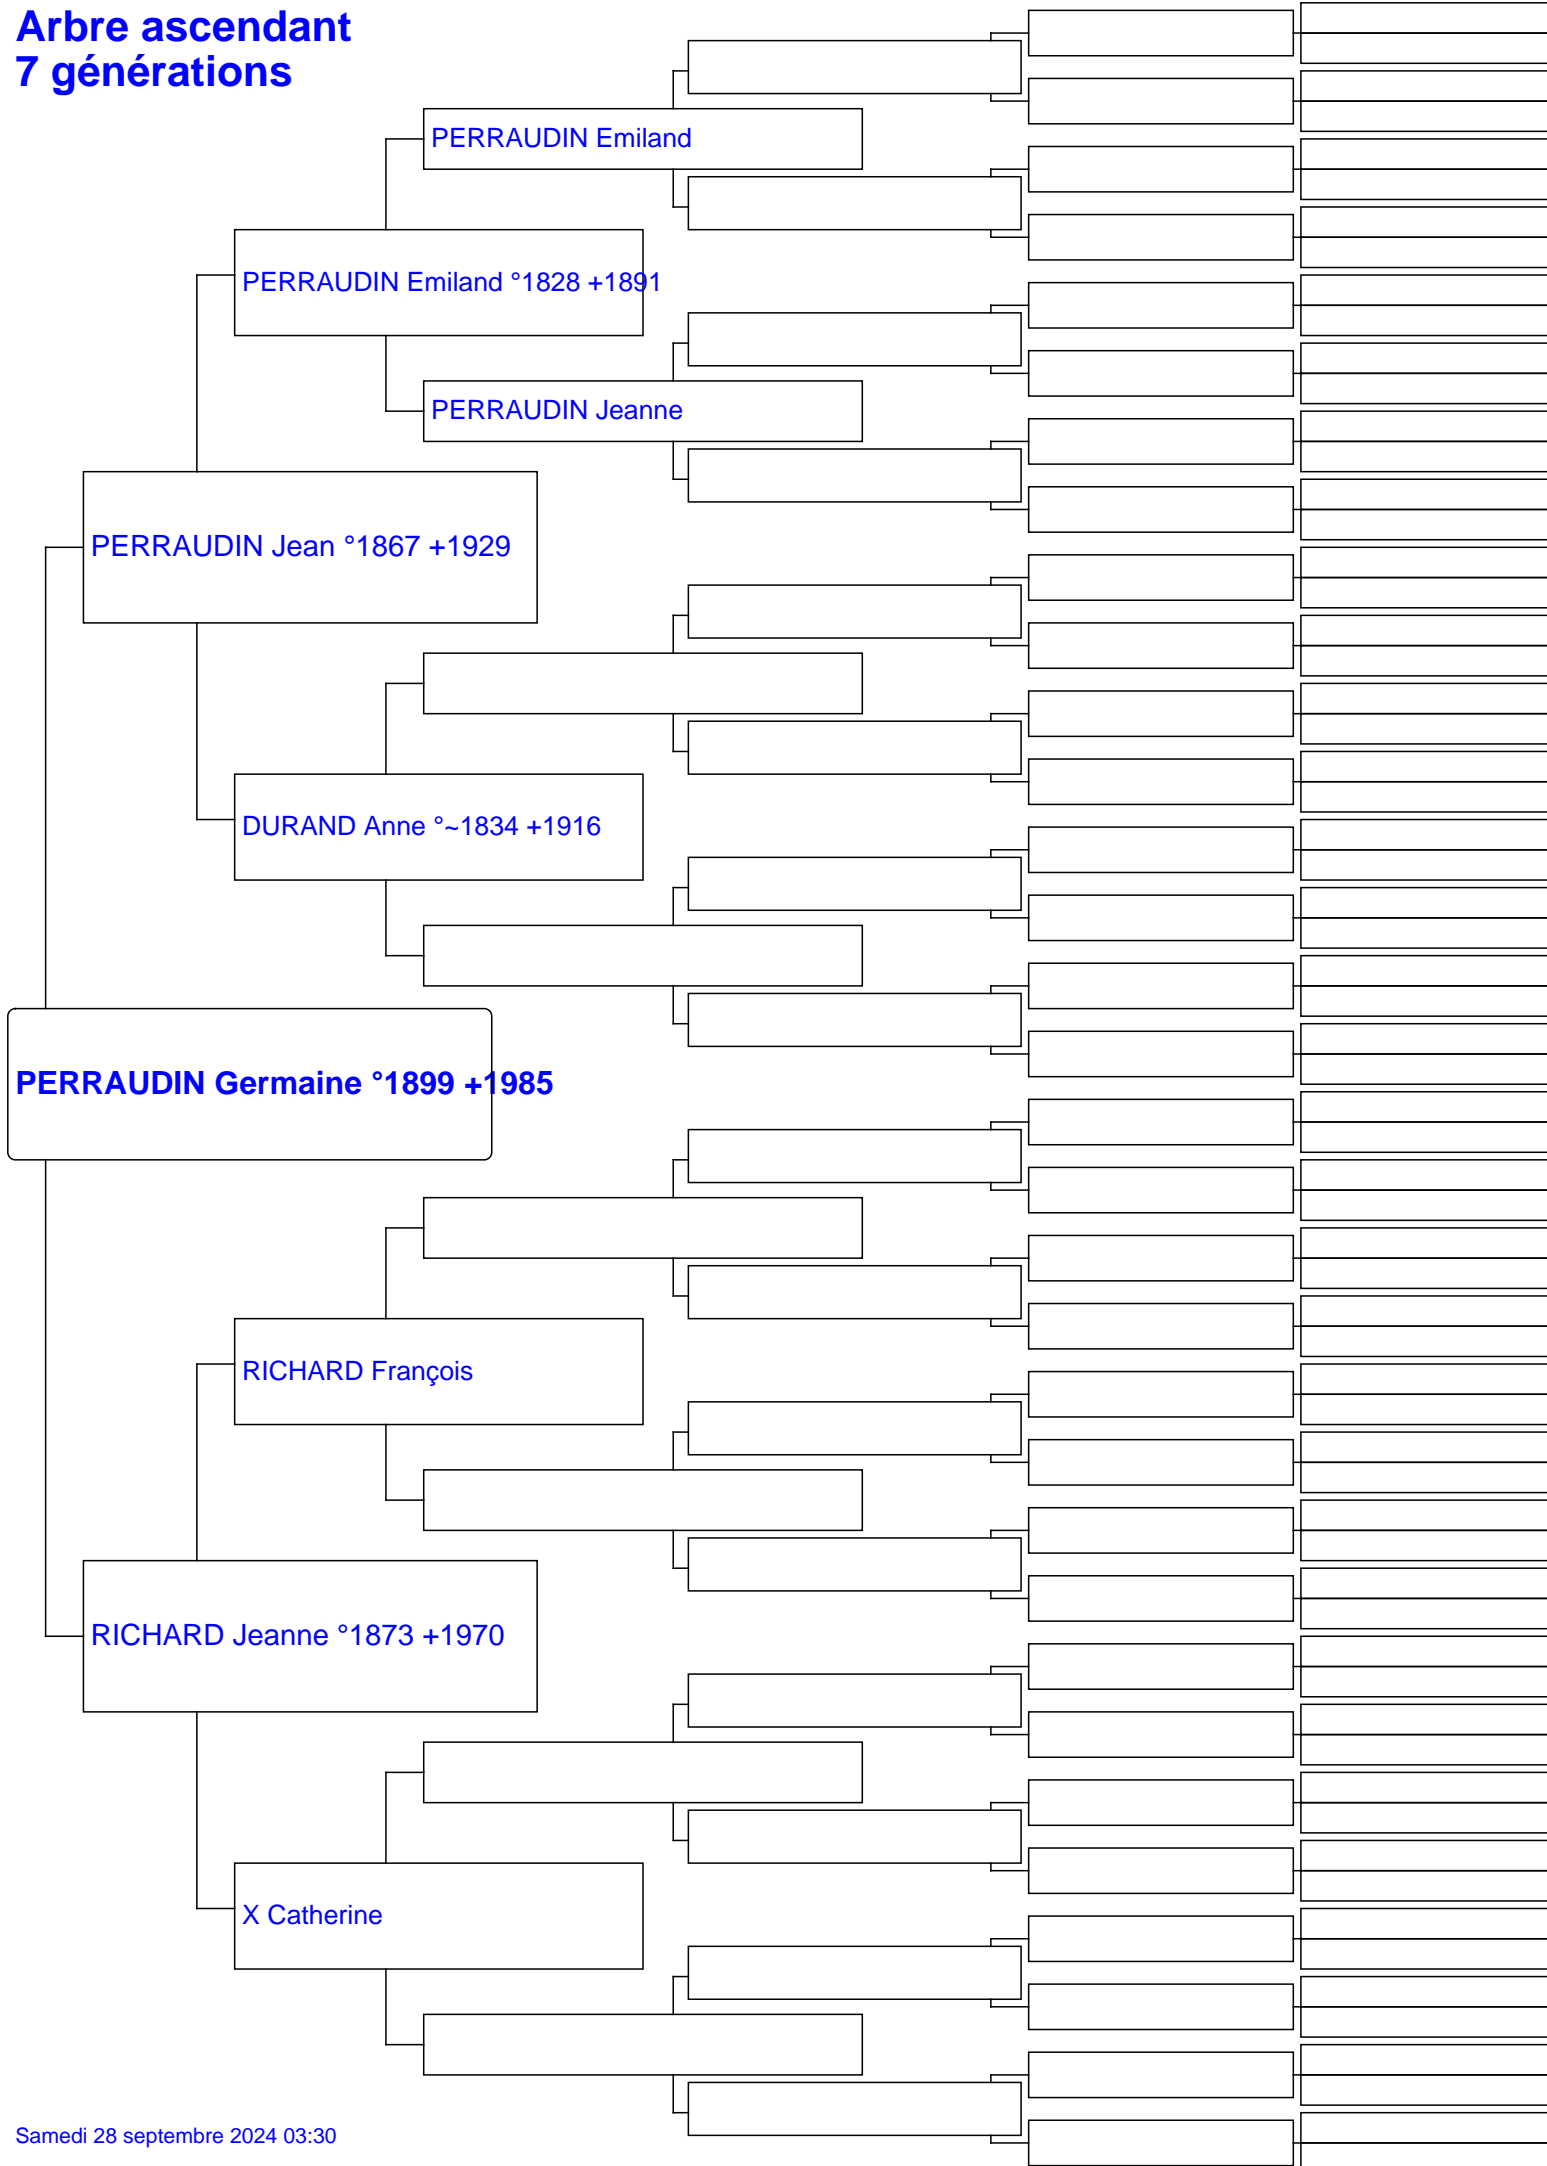 Arbre ascendant
7 générations
PERRAUDIN Emiland
PERRAUDIN Emiland °1828 +1891
PERRAUDIN Jeanne
PERRAUDIN Jean °1867 +1929
DURAND Anne °~1834 +1916
PERRAUDIN Germaine °1899 +1985
RICHARD François
RICHARD Jeanne °1873 +1970
X Catherine
Samedi 28 septembre 2024 03:30